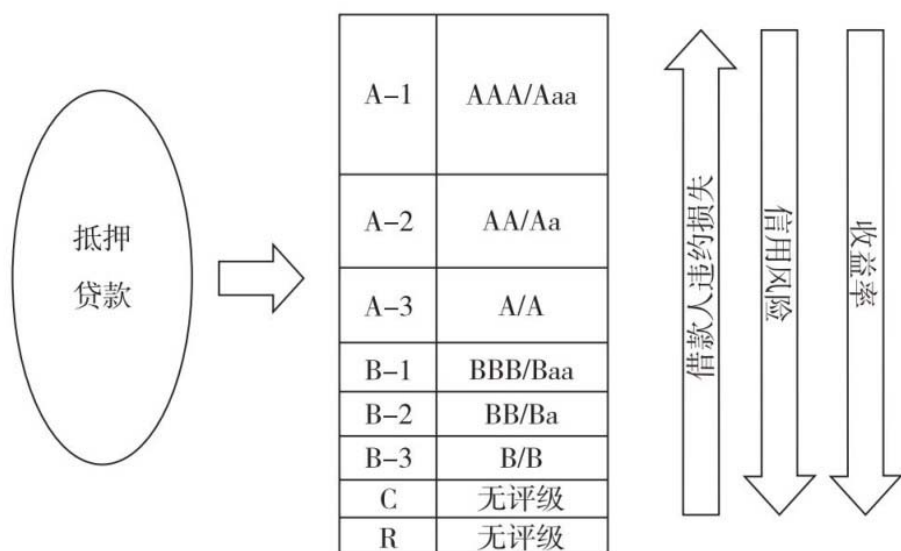 抵押
贷款
A-1 AAA/Aaa
A-2 AA/Aa
A-3 A/A
B-1 BBB/Baa
B-2 BB/Ba
B-3 B/B
C 无评级
R 无评级
借款人违约损失
信用风险
收益率